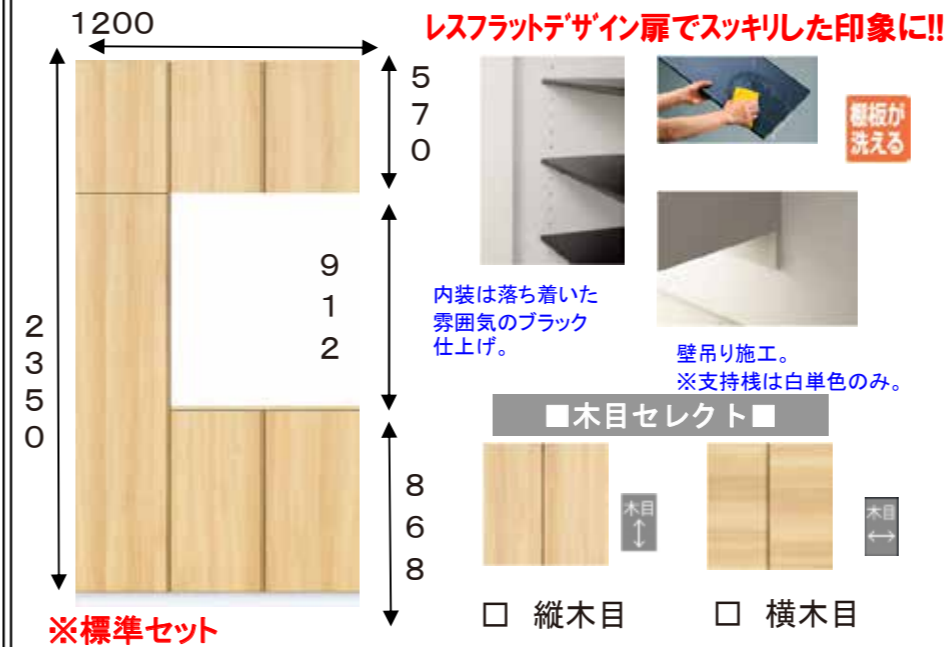 1200
レスフラットデザイン扉でスッキリした印象に!!
570
棚板が
洗える
912
2350
内装は落ち着いた
雰囲気のブラック
仕上げ。
壁吊り施工。
※支持桟は白単色のみ。
■木目セレクト■
868
木目
↕
木目
↔
□ 縦木目
□ 横木目
※標準セット